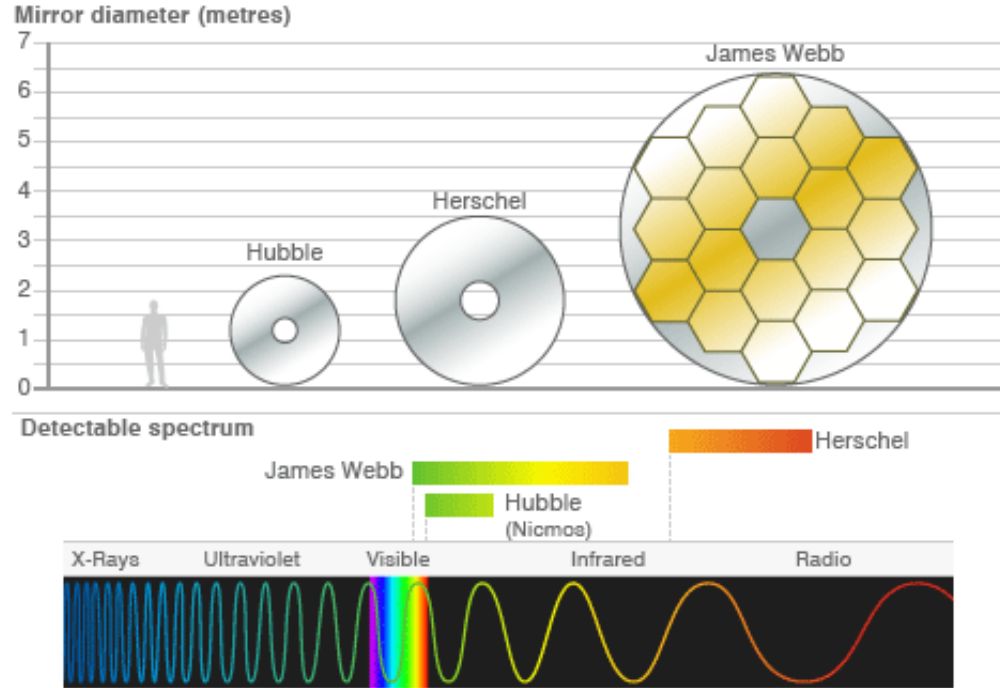 Mirror diameter (metres)
7
James Webb
6
5
4
Herschel
3
Hubble
2
1
0
Detectable spectrum
Herschel
James Webb
Hubble
(Nicmos)
X-Rays Ultraviolet Visible Infrared Radio